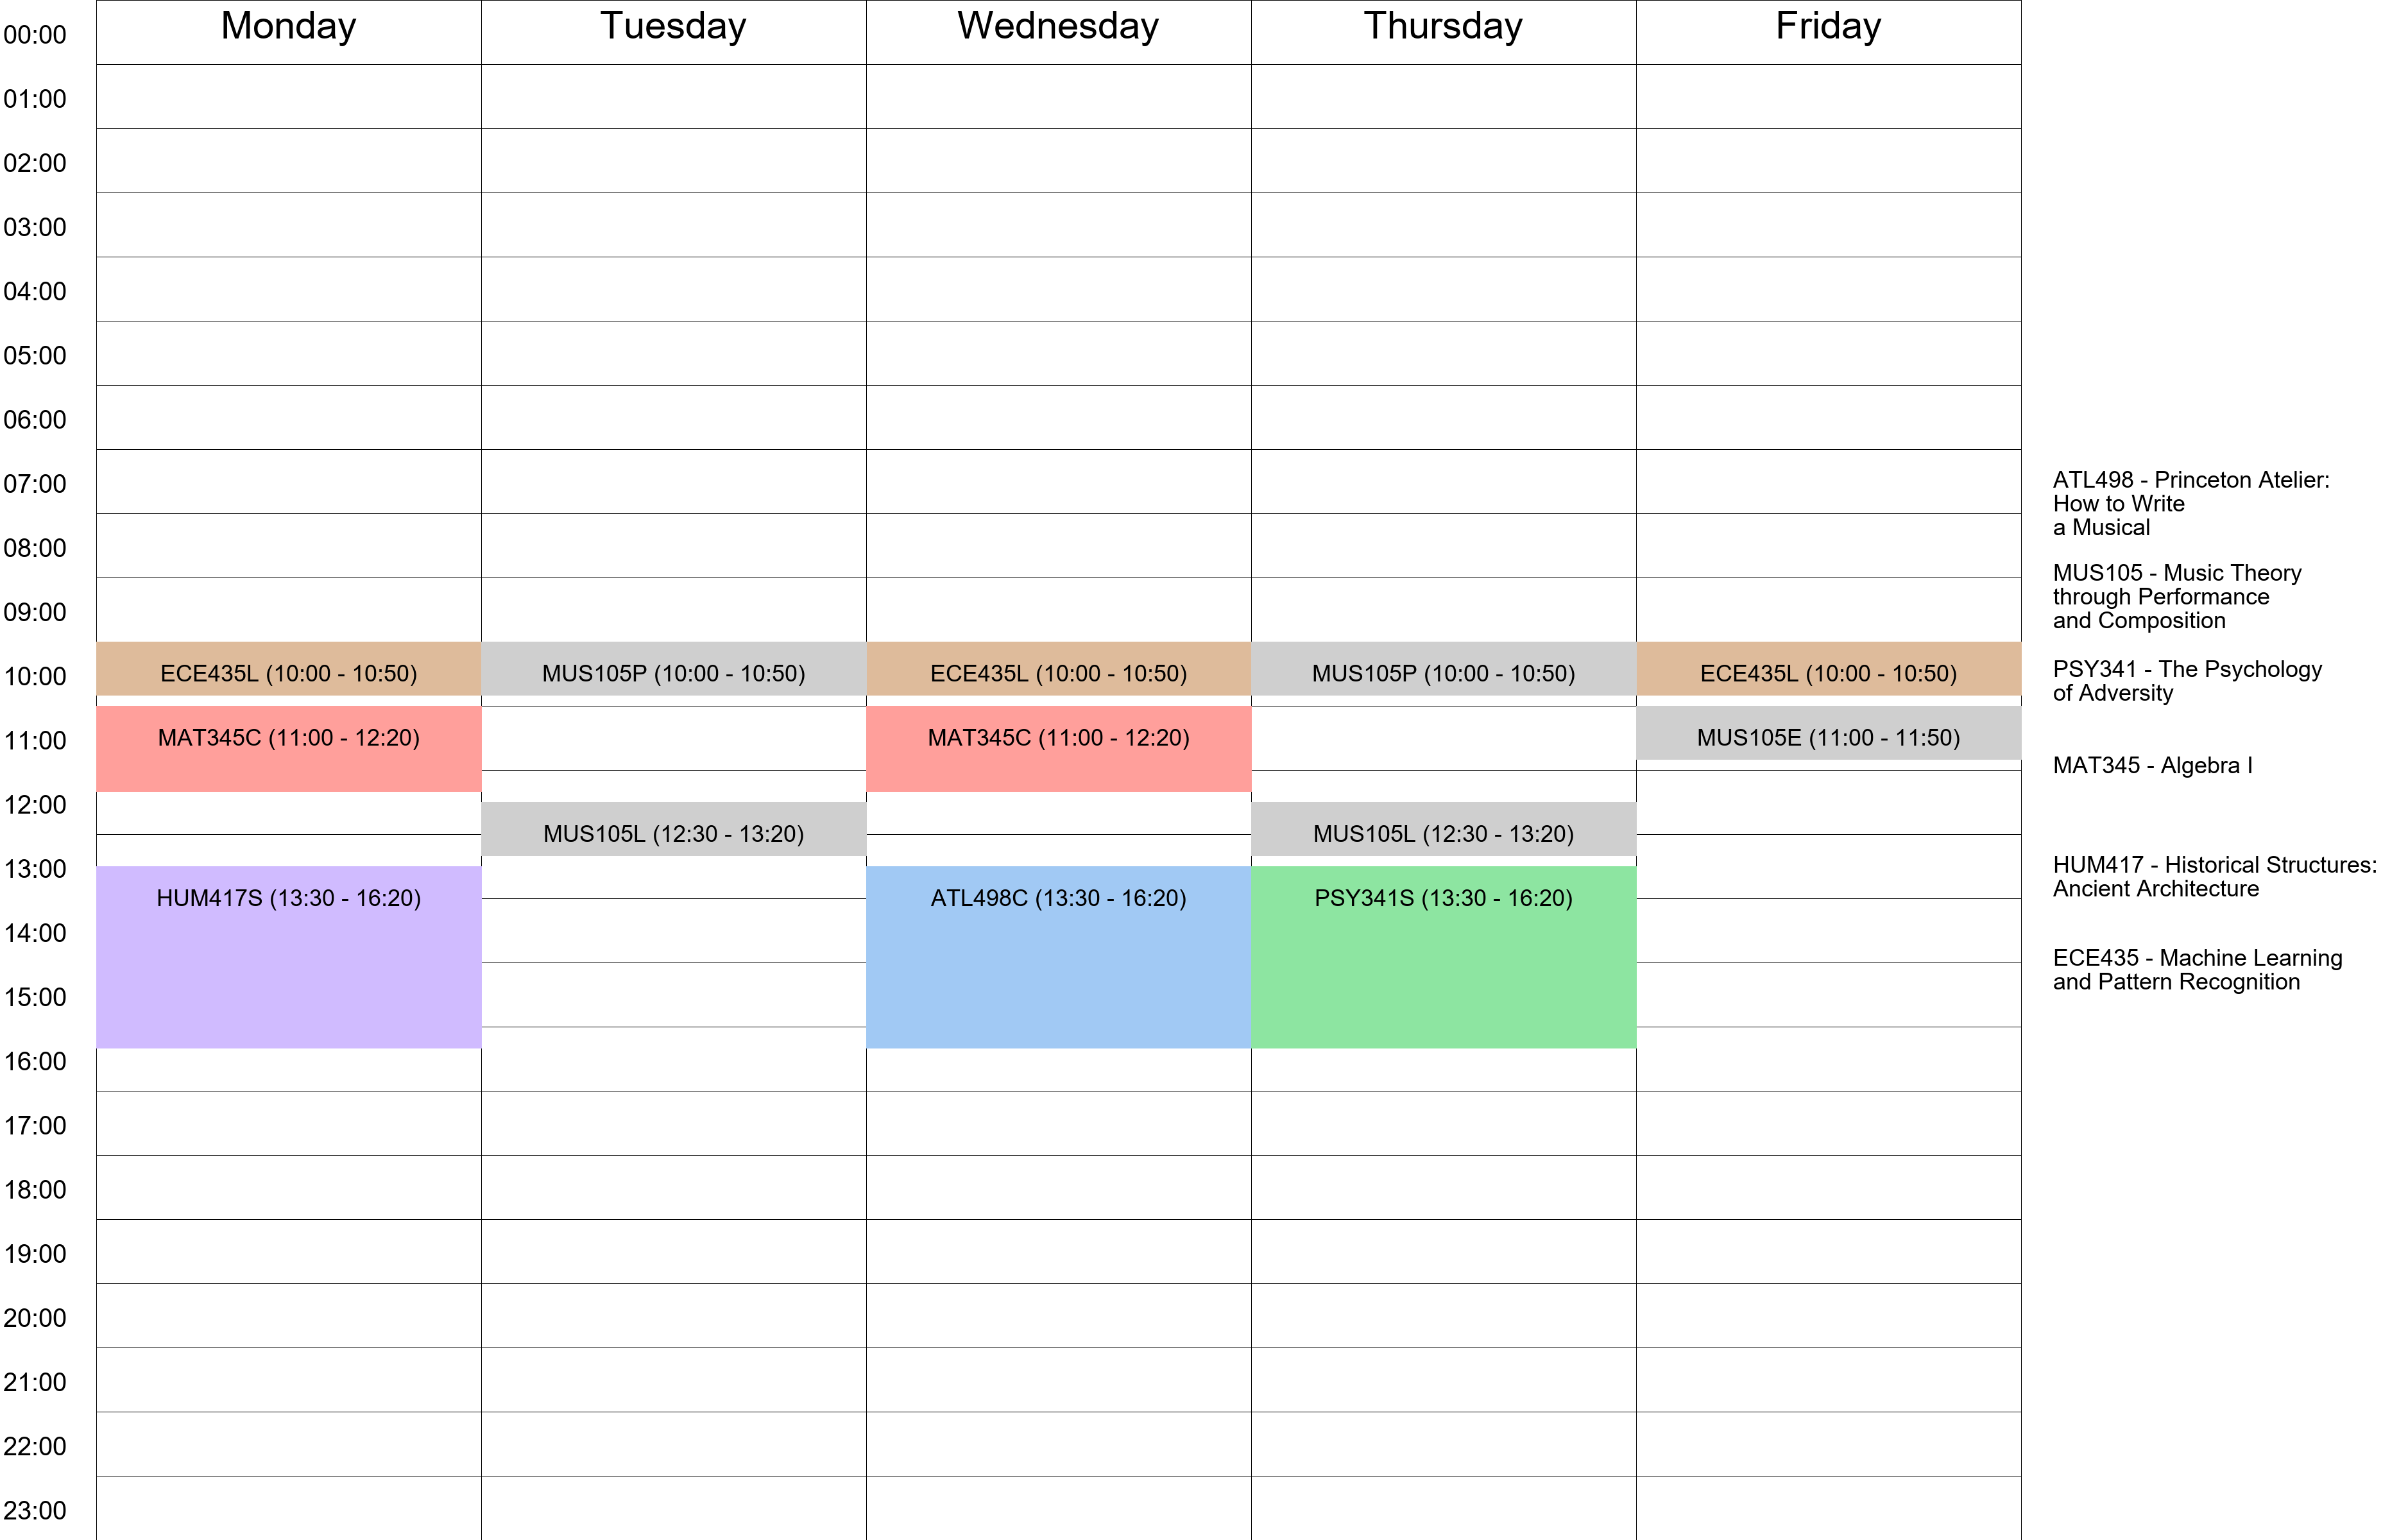 Monday Tuesday Wednesday Thursday Friday
00:00
01:00
02:00
03:00
04:00
05:00
06:00
07:00
08:00
09:00
10:00
11:00
12:00
13:00
14:00
15:00
16:00
17:00
18:00
19:00
20:00
21:00
22:00
23:00
ECE435L (10:00 - 10:50)
MAT345C (11:00 - 12:20)
HUM417S (13:30 - 16:20)
MUS105P (10:00 - 10:50)
MUS105L (12:30 - 13:20)
ECE435L (10:00 - 10:50)
MAT345C (11:00 - 12:20)
ATL498C (13:30 - 16:20)
MUS105P (10:00 - 10:50)
MUS105L (12:30 - 13:20)
PSY341S (13:30 - 16:20)
ECE435L (10:00 - 10:50)
MUS105E (11:00 - 11:50)
ATL498 - Princeton Atelier:
How to Write
a Musical
MUS105 - Music Theory
through Performance
and Composition
PSY341 - The Psychology
of Adversity
MAT345 - Algebra I
HUM417 - Historical Structures:
Ancient Architecture
ECE435 - Machine Learning
and Pattern Recognition